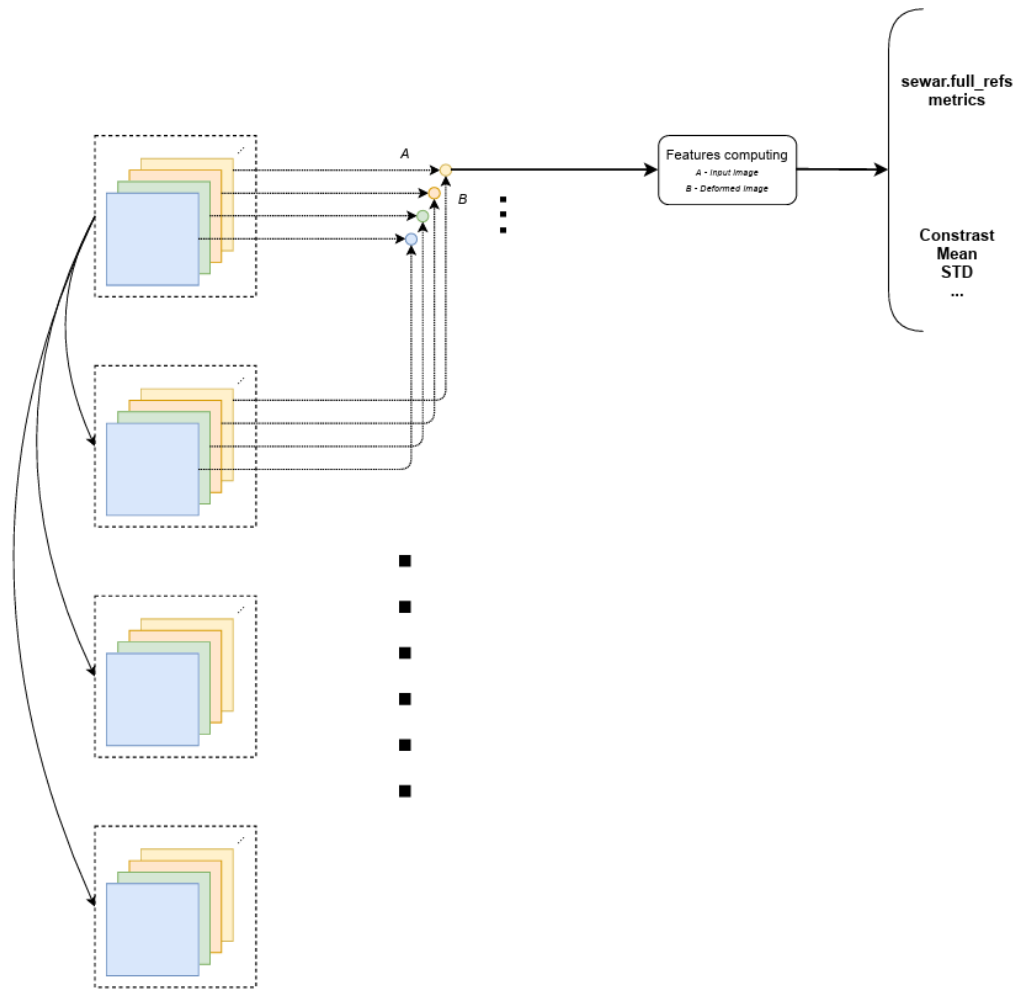 sewar.full_refs
metrics
A
B
Features computing
A - Input Image
B - Deformed Image
Constrast
Mean
STD
...